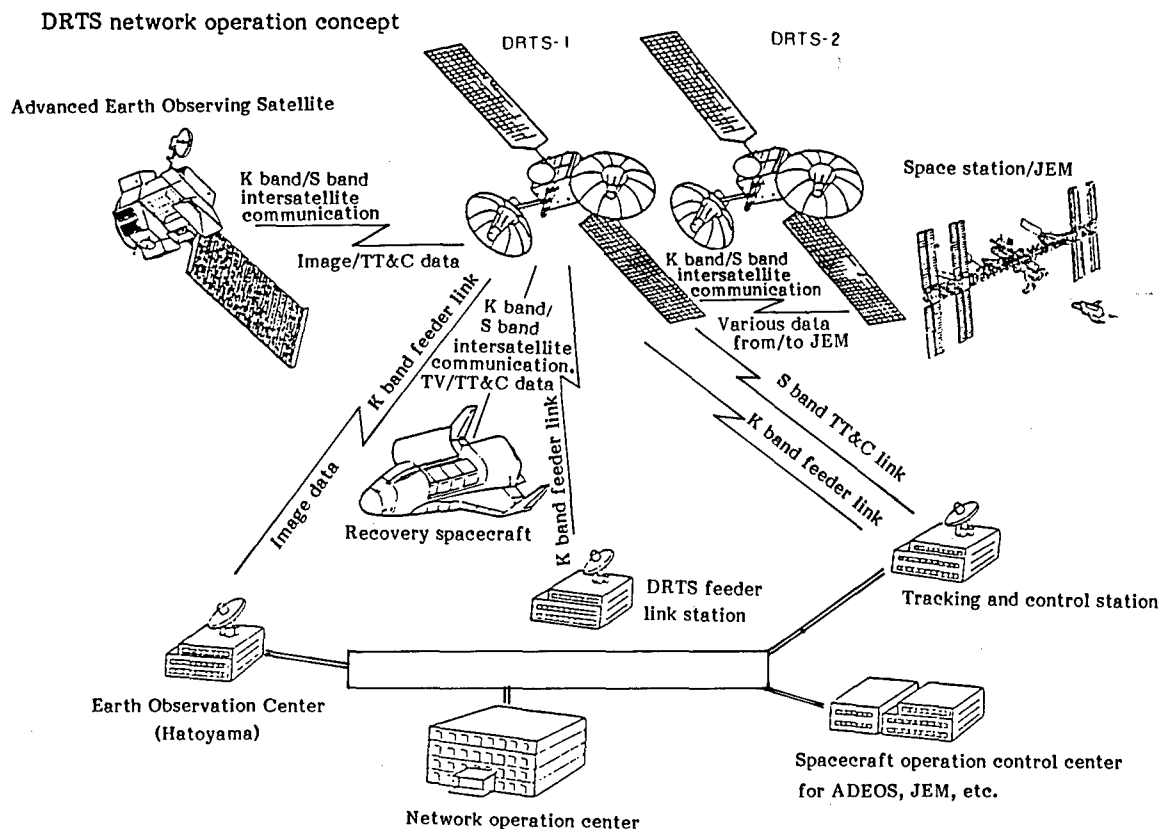 DRTS network operation concept
DRTS-1
DRTS-2
Advanced Earth Observing Satellite
K band/S band
intersatellite
communication
Image/TT&C data
Space station/JEM
K band/S band
intersatellite
communication
Various data
from/to JEM
K band/
S band
intersatellite
communication.
TV/TT&C data
K band feeder link
Image data
K band feeder link
S band TT&C link
K band feeder link
Recovery spacecraft
DRTS feeder
link station
Tracking and control station
Earth Observation Center
(Hatoyama)
Network operation center
Spacecraft operation control center
for ADEOS, JEM, etc.